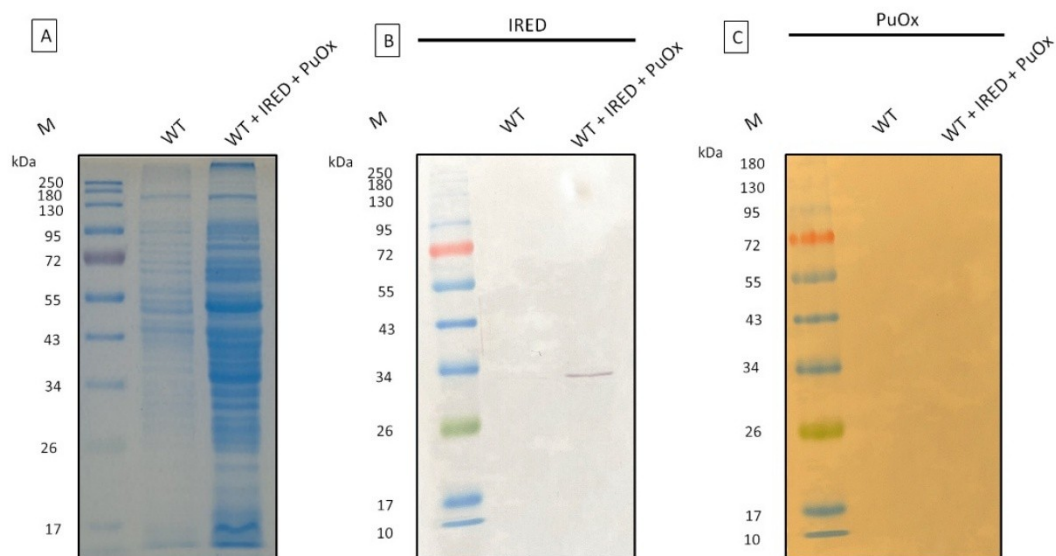 A
M
WT
WT + IRED + PuOx
kDa
250
180
130
95
72
55
43
34
26
17
B
IRED
M
WT
WT + IRED + PuOx
kDa
250
180
130
95
72
55
43
34
26
17
10
C
PuOx
M
WT
WT + IRED + PuOx
kDa
180
130
95
72
55
43
34
26
17
10